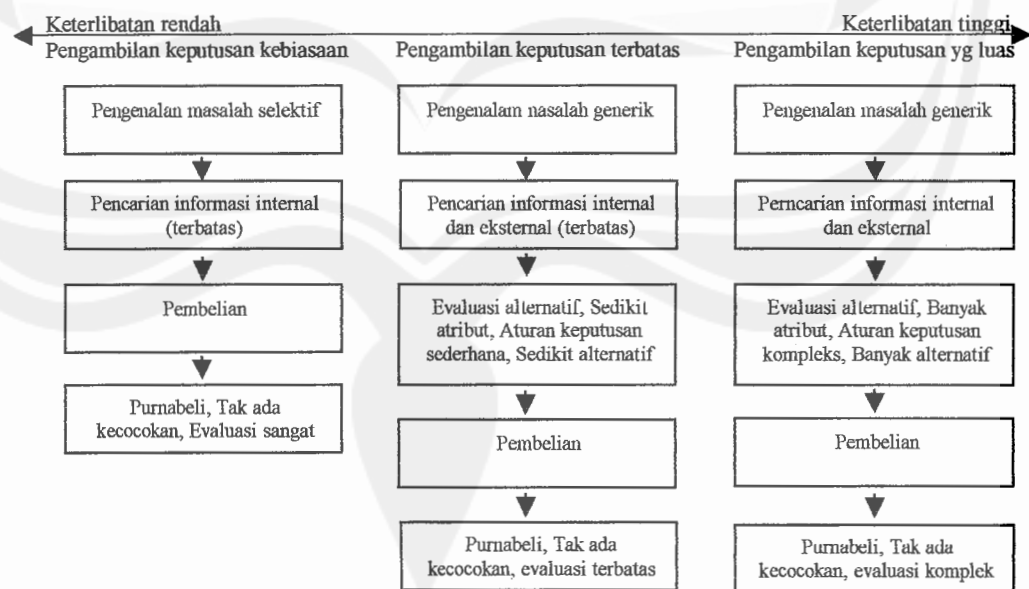 Keterlibatan rendah
Keterlibatan tinggi
Pengambilan keputusan kebiasaan
Pengambilan keputusan terbatas
Pengambilan keputusan yg luas
Pengenalan masalah selektif
Pencarian informasi internal
(terbatas)
Pembelian
Purnabeli, Tak ada
kecocokan, Evaluasi sangat
Pengenalam nasalah generik
Pencarian informasi internal
dan eksternal (terbatas)
Evaluasi alternatif, Sedikit
atribut, Aturan keputusan
sederhana, Sedikit alternatif
Pembelian
Purnabeli, Tak ada
kecocokan, evaluasi terbatas
Pengenalan masalah generik
Perncarian informasi internal
dan eksternal
Evaluasi alternatif, Banyak
atribut, Aturan keputusan
kompleks, Banyak alternatif
Pembelian
Purnabeli, Tak ada
kecocokan, evaluasi komplek